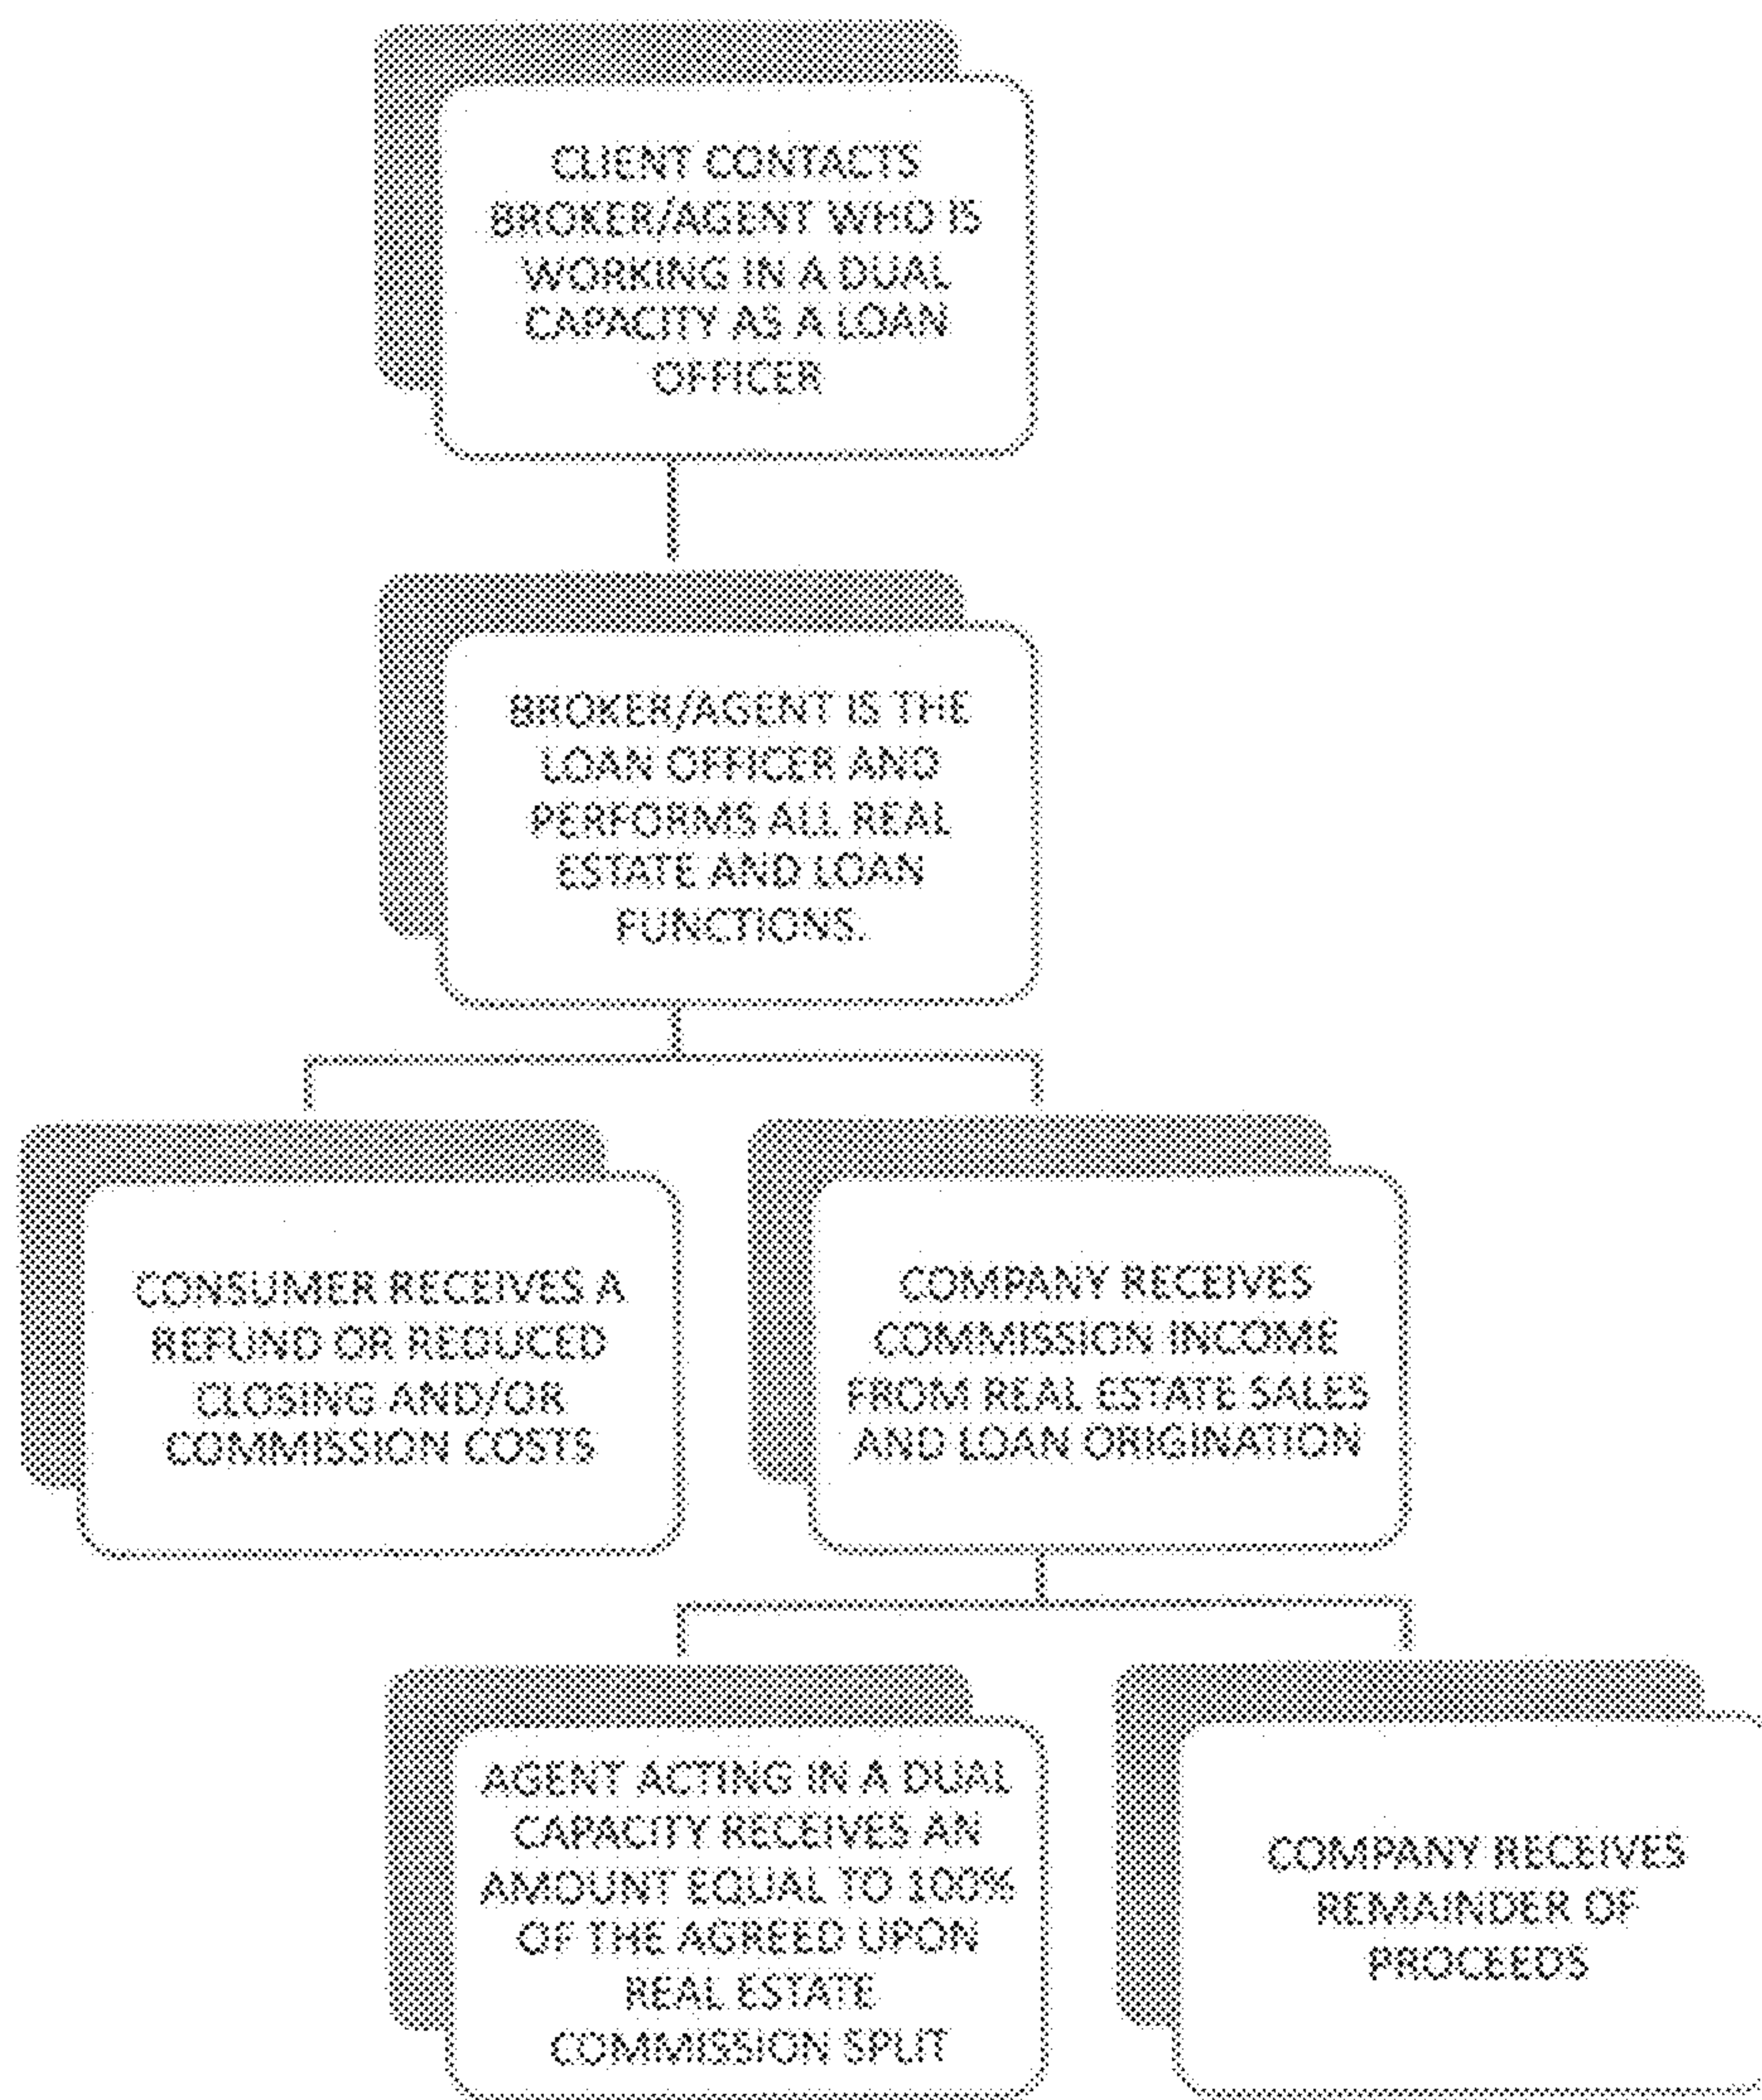 CLIENT CONTACTS
BROKER/AGENT WHO IS
WORKING IN A DUAL
CAPACITY AS A LOAN
OFFICER
BROKER/AGENT IS THE
LOAN OFFICER AND
PERFORMS ALL REAL
ESTATE AND LOAN
FUNCTIONS.
CONSUMER RECEIVES A
REFUND OR REDUCED
CLOSING AND/OR
COMMISSION COSTS
COMPANY RECEIVES
COMMISSION INCOME
FROM REAL ESTATE SALES
AND LOAN ORIGINATION
AGENT ACTING IN A DUAL
CAPACITY RECEIVES AN
AMOUNT EQUAL TO 100%
OF THE AGREED UPON
REAL ESTATE
COMMISSION SPLIT
COMPANY RECEIVES
REMAINDER OF
PROCEEDS